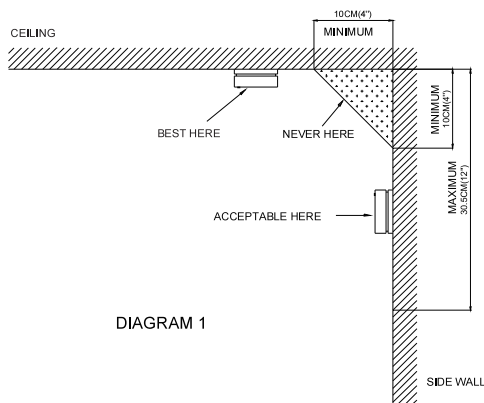 10CM(4")
CEILING
MINIMUM
BEST HERE
NEVER HERE
MINIMUM
10CM(4")
MAXIMUM
30.5CM(12")
ACCEPTABLE HERE
DIAGRAM 1
SIDE WALL